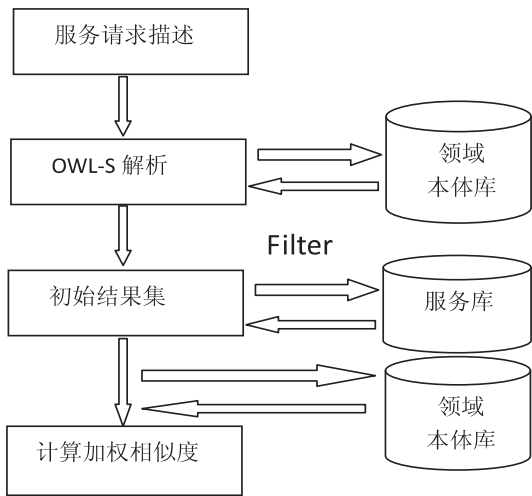 服务请求描述
OWL-S 解析
领域
本体库
Filter
初始结果集
服务库
领域
本体库
计算加权相似度